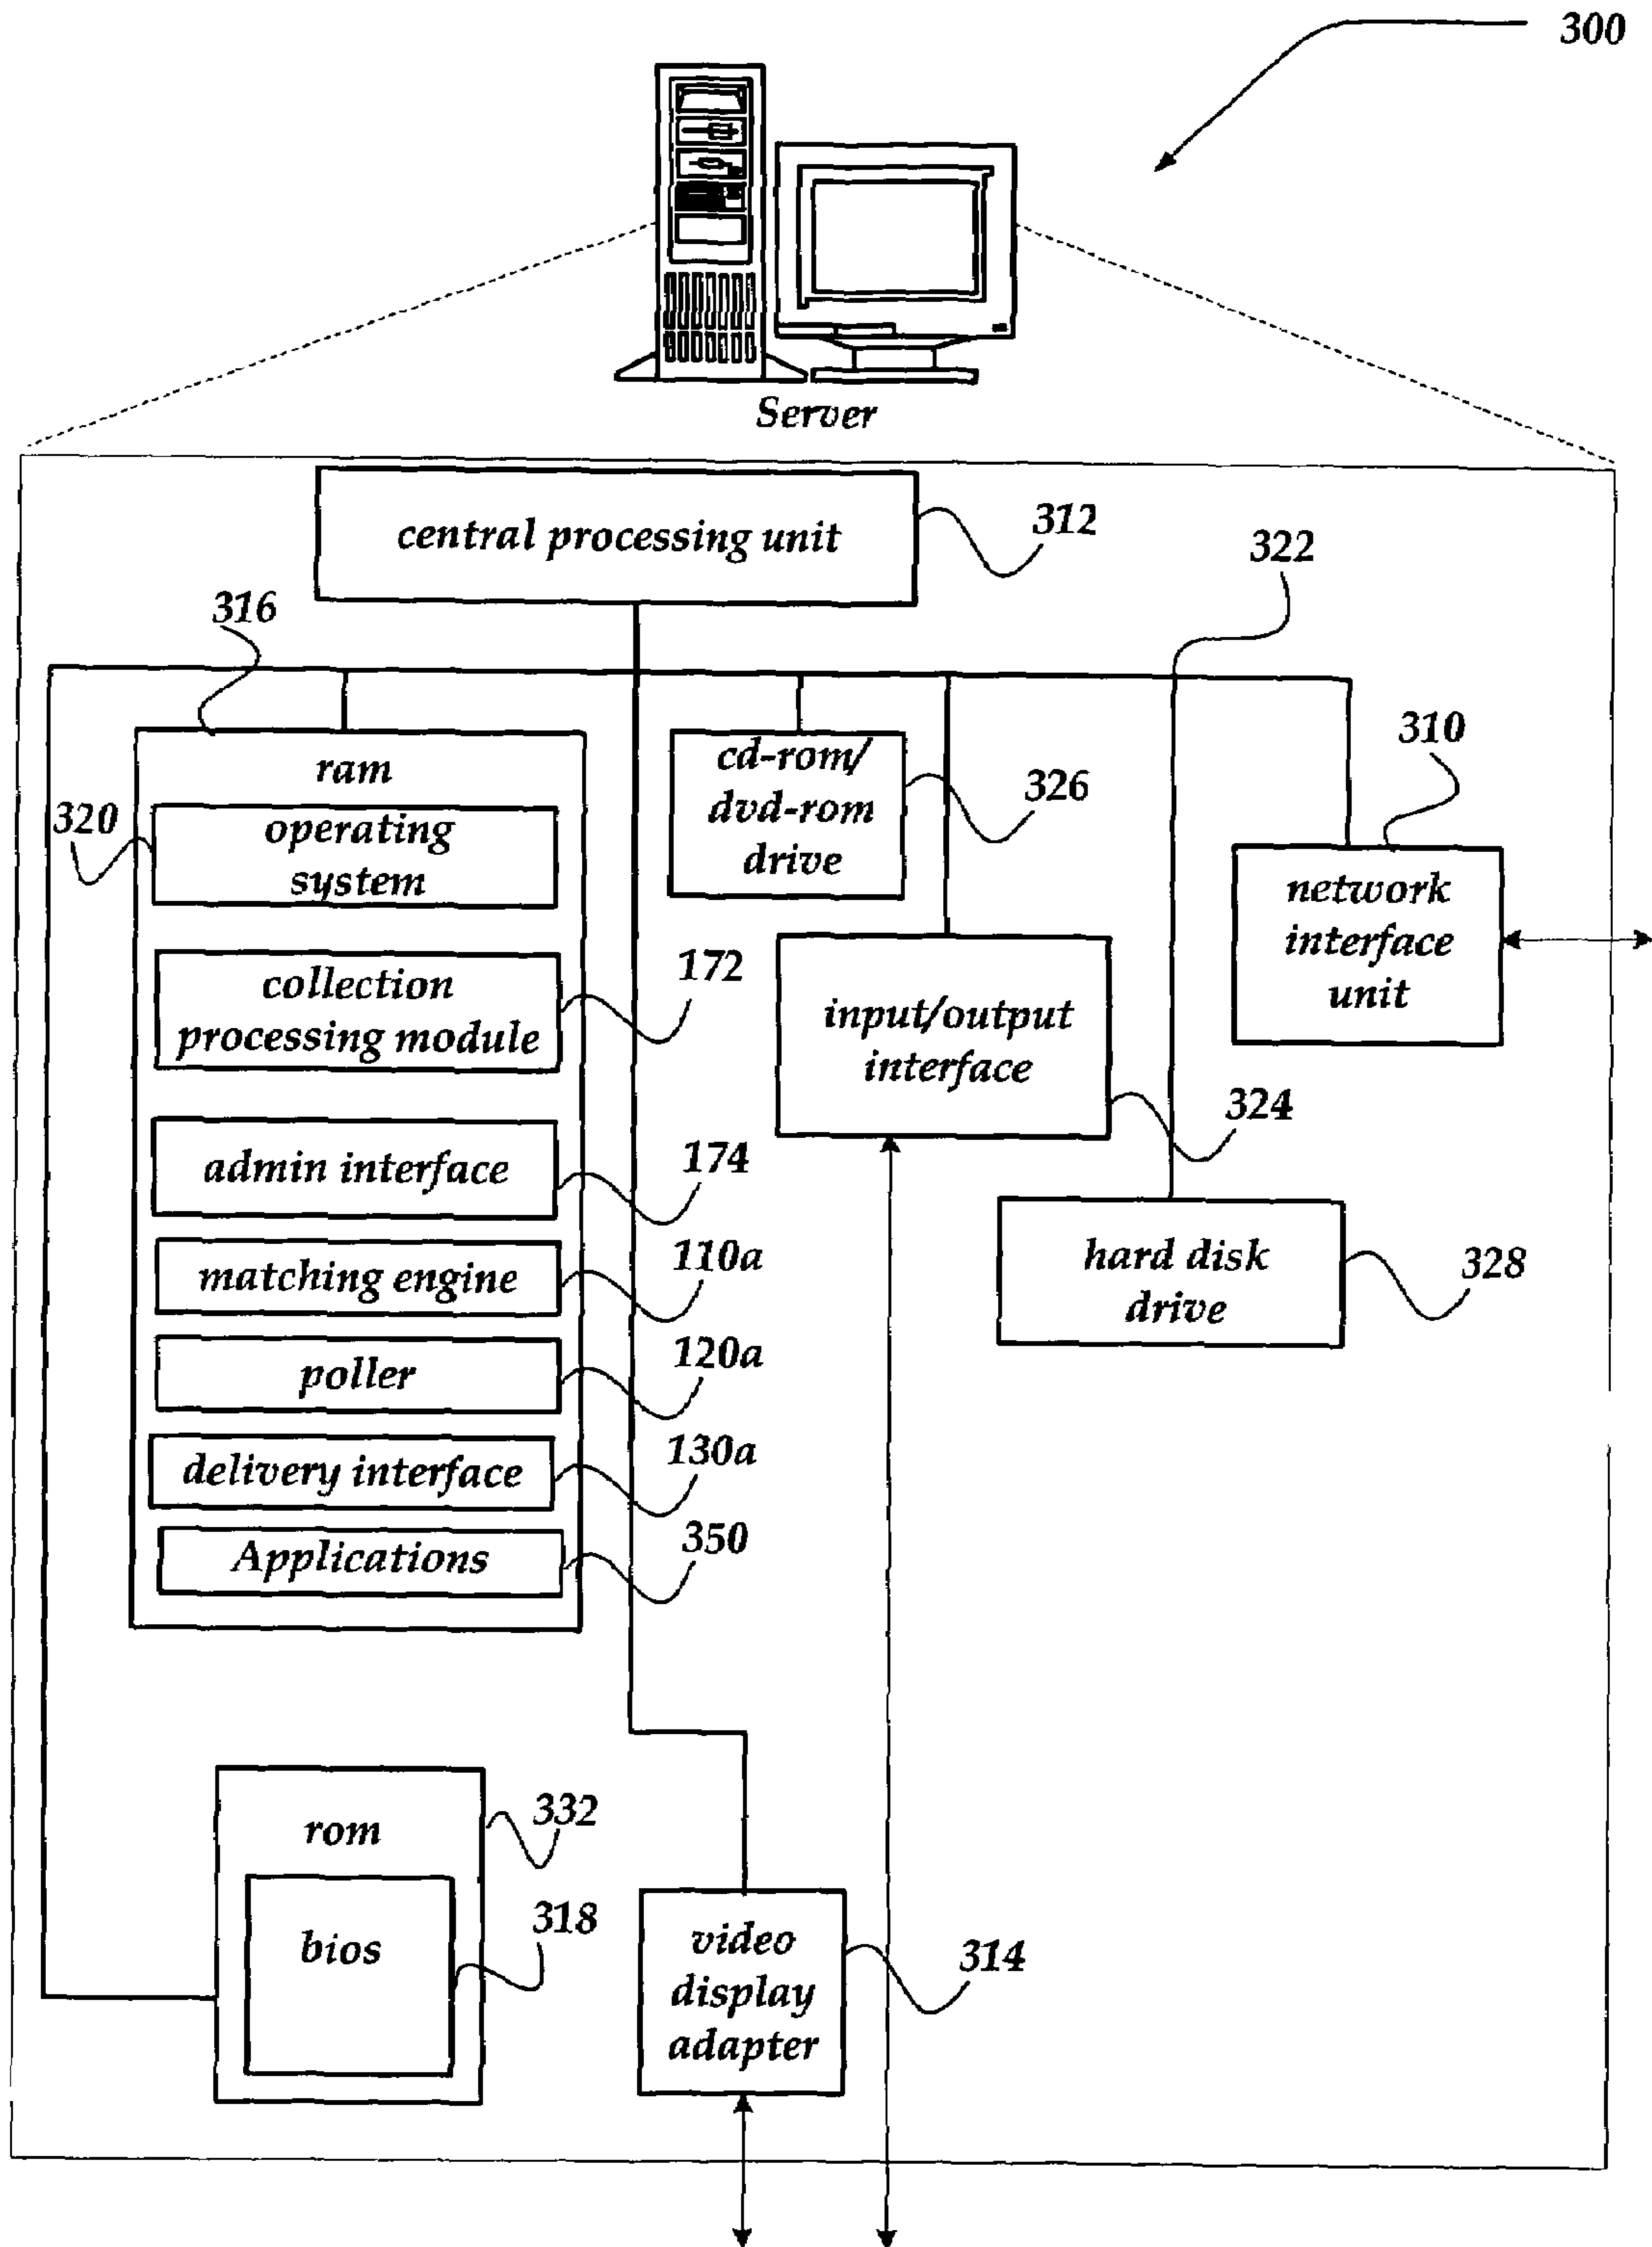 300
Server
central processing unit
312
322
316
310
ram
cd-rom/
dvd-rom
drive
326
320
operating
system
network
interface
unit
collection
processing module
172
input/output
interface
324
admin interface
174
hard disk
drive
328
matching engine
110a
poller
120a
delivery interface
130a
Applications
350
rom
332
bios
318
video
display
adapter
314